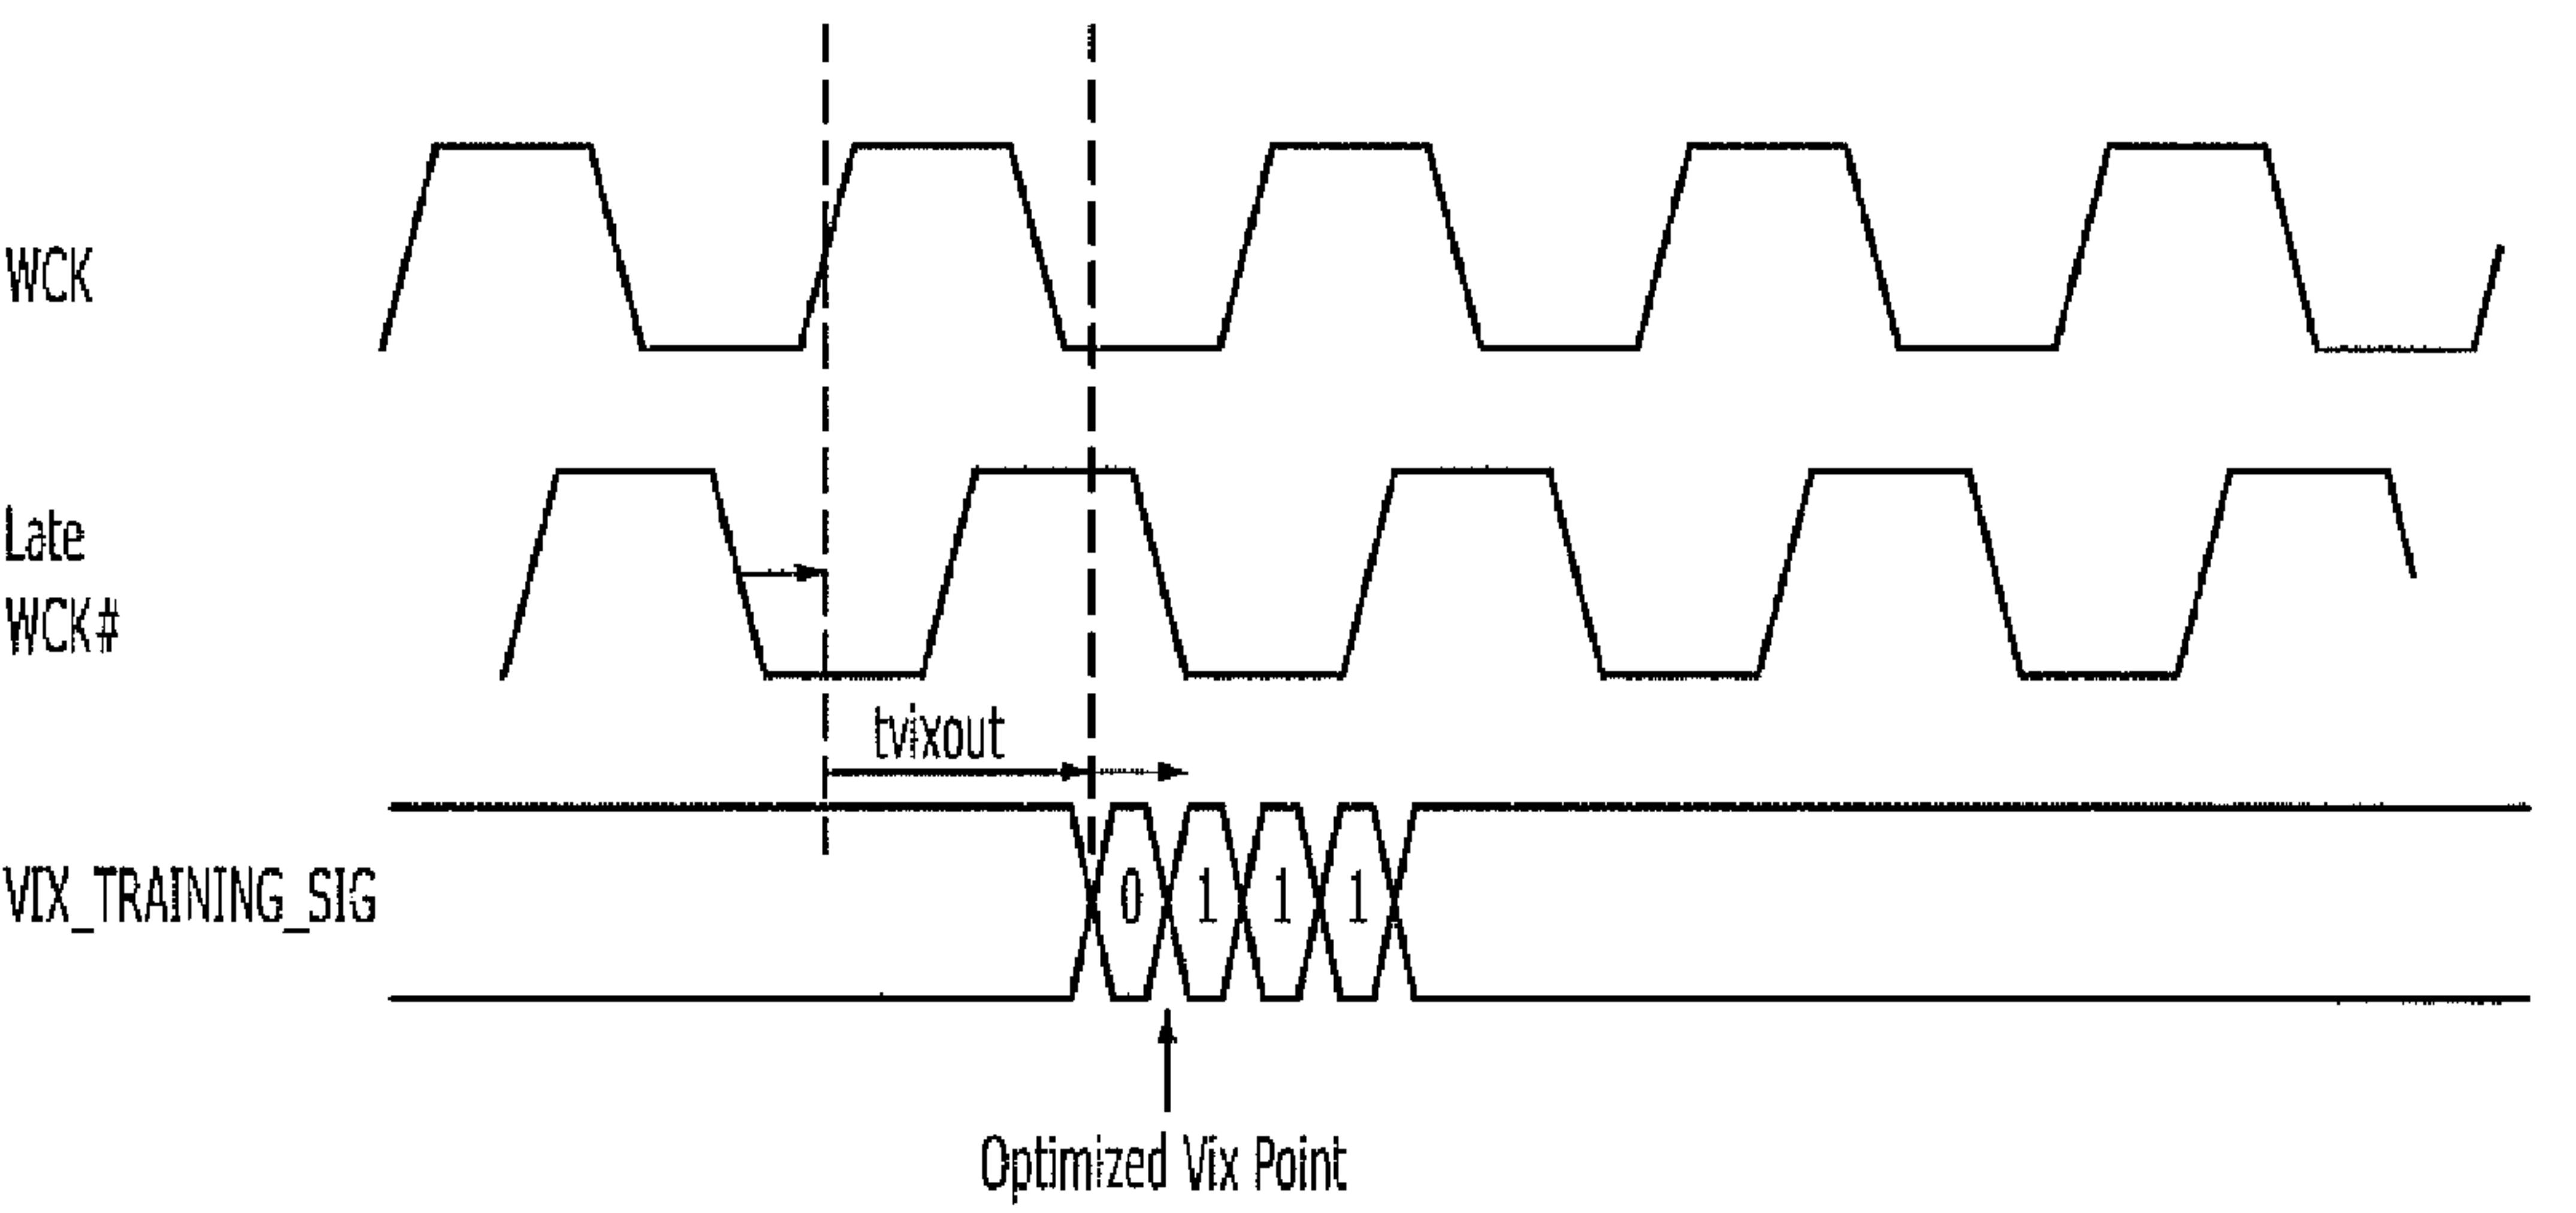 WCK
Late
WCK#
tvixout
VIX_TRAINING_SIG
0 1 1 1
Optimized Vix Point